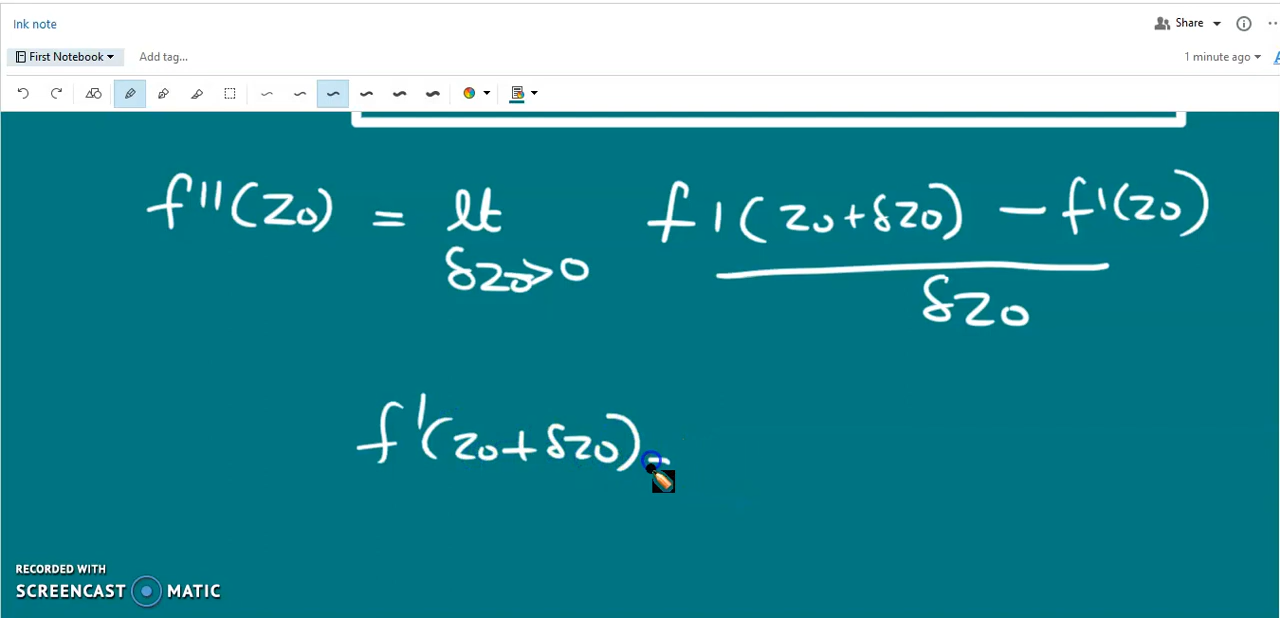 Ink note
Share
First Notebook
Add tag...
1 minute ago
f''(z0) = lt f'(z0+δz0) - f'(z0)
δz0->0 δz0
f'(z0+δz0) -
RECORDED WITH
SCREENCAST MATIC